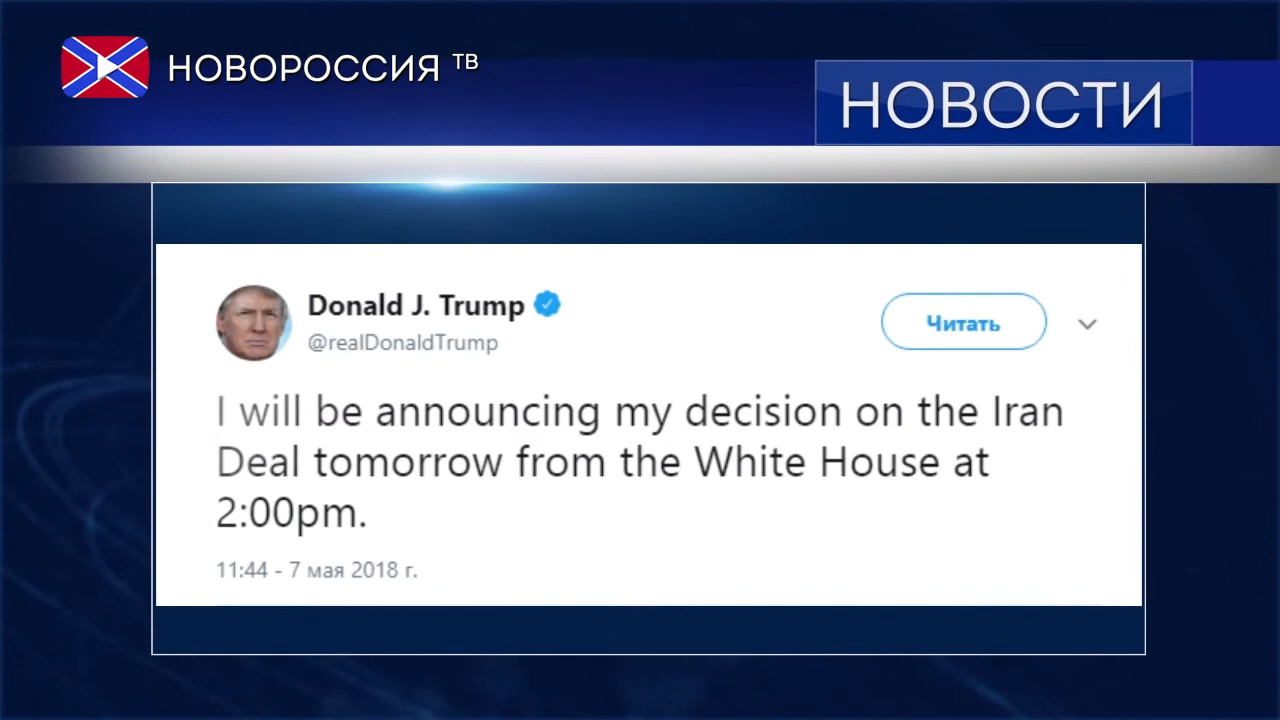 НОВОРОССИЯ ТВ
НОВОСТИ
Donald J. Trump
@realDonaldTrump
Читать
I will be announcing my decision on the Iran
Deal tomorrow from the White House at
2:00pm.
11:44 - 7 мая 2018 г.